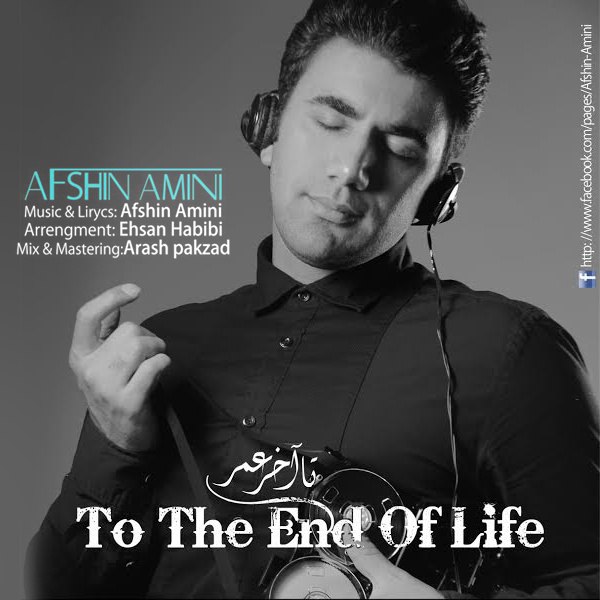 AFSHIN AMINI
Music & Lirycs: Afshin Amini
Arrengment: Ehsan Habibi
Mix & Mastering:Arash pakzad
http: //www.facebook.com/pages/Afshin-Amini
f
تا آخر عمر
To The End Of Life